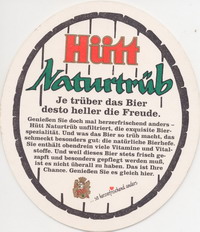 Hütt
Naturtrüb
Je trüber das Bier
desto heller die Freude.
Genießen Sie doch mal herzerfrischend anders –
Hütt Naturtrüb unfiltriert, die exquisite Bier-
spezialität. Und was das Bier so trüb macht, das
schmeckt besonders gut: die natürliche Bierhefe.
Sie enthält obendrein viele Vitamine und Vital-
stoffe. Und weil dieses Bier stets frisch ge-
zapft und besonders gepflegt werden muß,
ist es nicht überall zu haben. Das ist Ihre
Chance. Genießen Sie es gleich hier.
so herzerfrischend anders